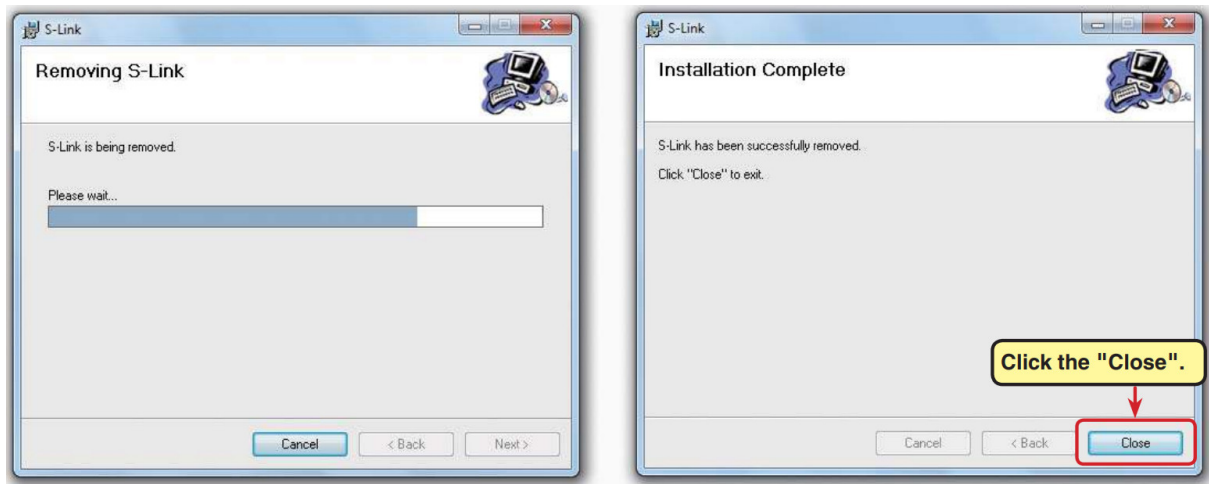 S-Link
Removing S-Link
S-Link is being removed.
Please wait...
Cancel
< Back
Next >
S-Link
Installation Complete
S-Link has been successfully removed.
Click "Close" to exit.
Click the "Close".
Cancel
< Back
Close